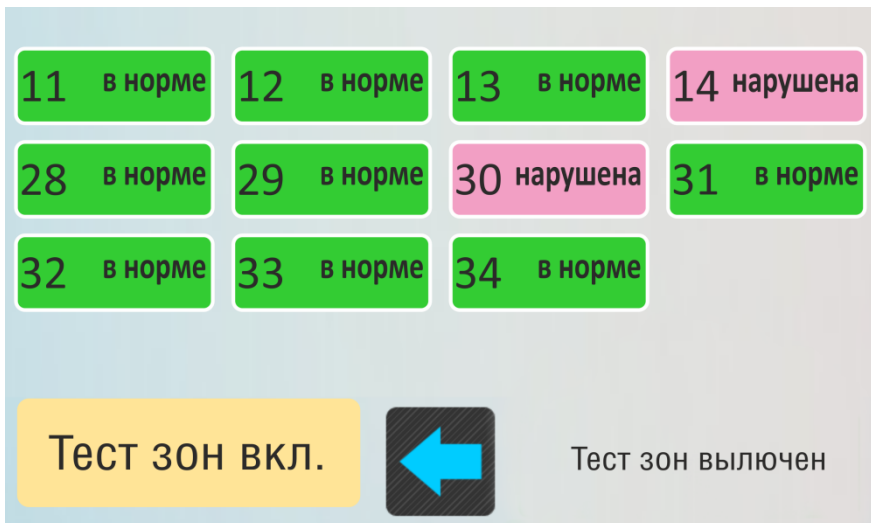 11 в норме
12 в норме
13 в норме
14 нарушена
28 в норме
29 в норме
30 нарушена
31 в норме
32 в норме
33 в норме
34 в норме
Тест зон вкл.
Тест зон вылючен